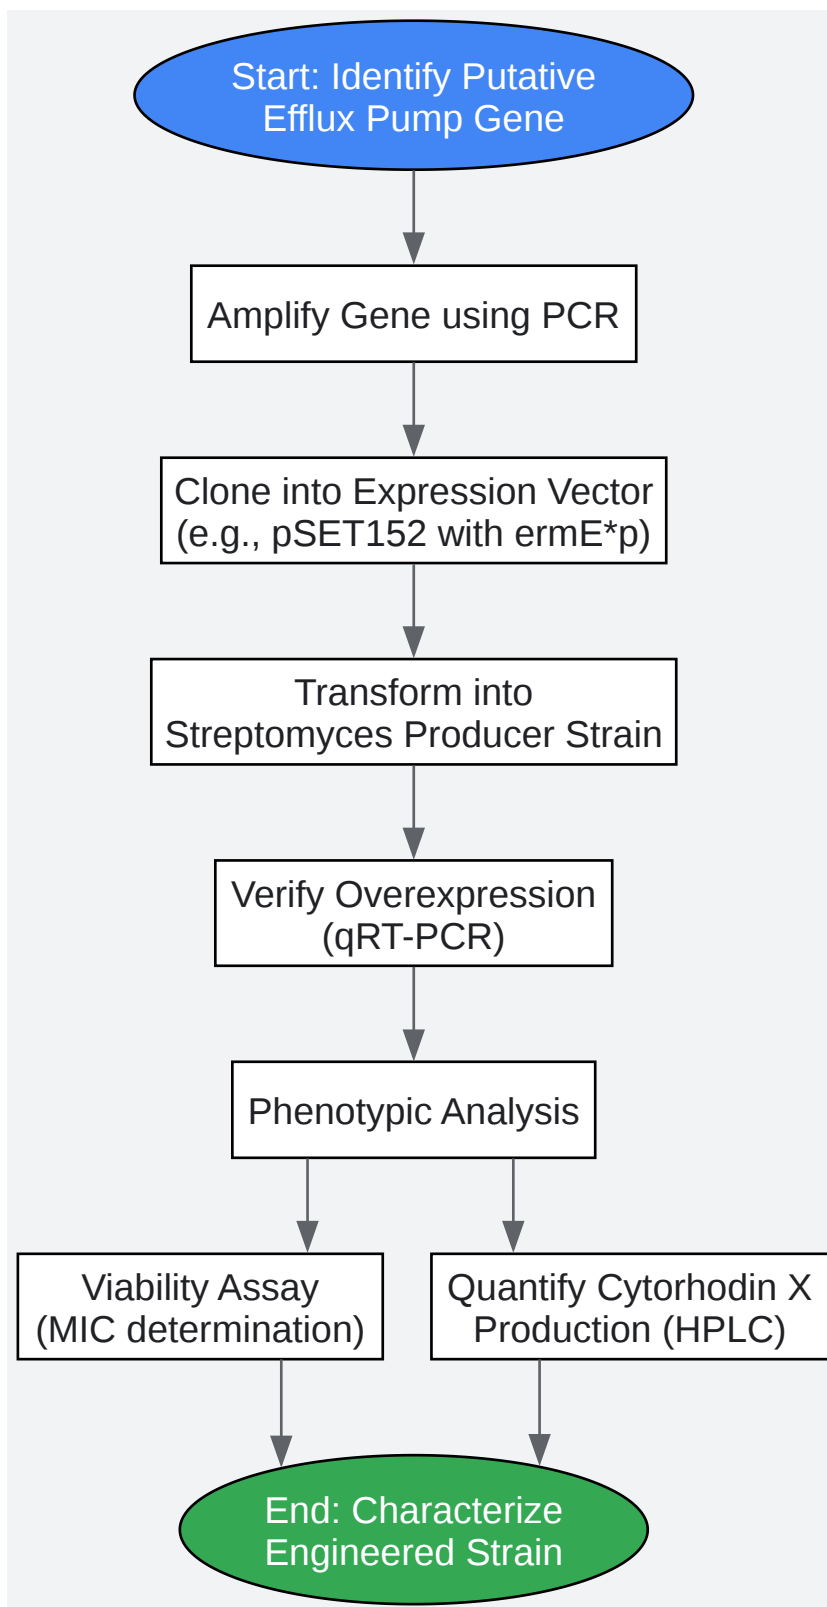 Start: Identify Putative
Efflux Pump Gene
Amplify Gene using PCR
Clone into Expression Vector
(e.g., pSET152 with ermE*p)
Transform into
Streptomyces Producer Strain
Verify Overexpression
(qRT-PCR)
Phenotypic Analysis
Viability Assay
(MIC determination)
Quantify Cytorhodin X
Production (HPLC)
End: Characterize
Engineered Strain